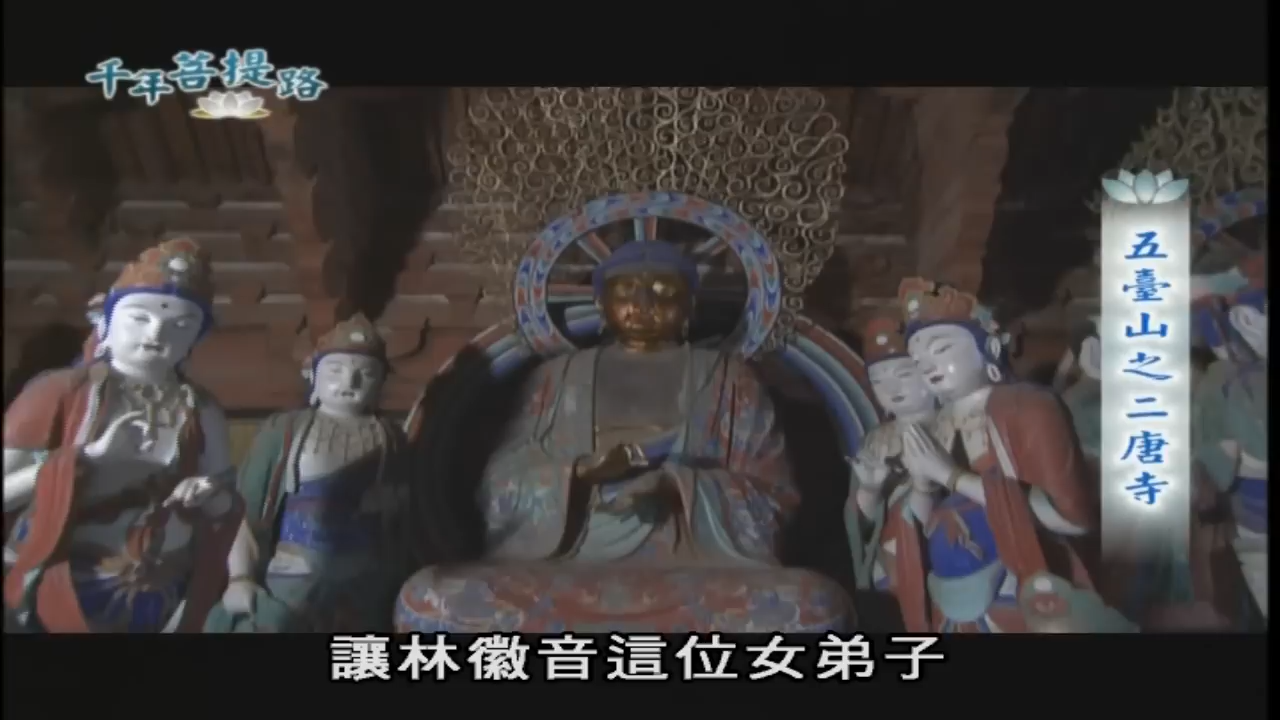 千年菩提路
五臺山之二唐寺
讓林徽音這位女弟子